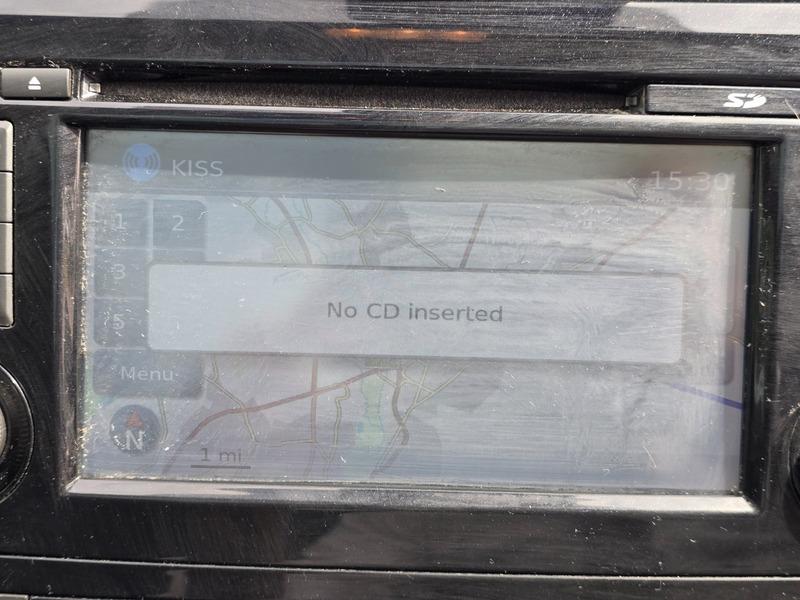 SD
KISS
15:30
1 2
3
5
No CD inserted
Menu
N
1 mi